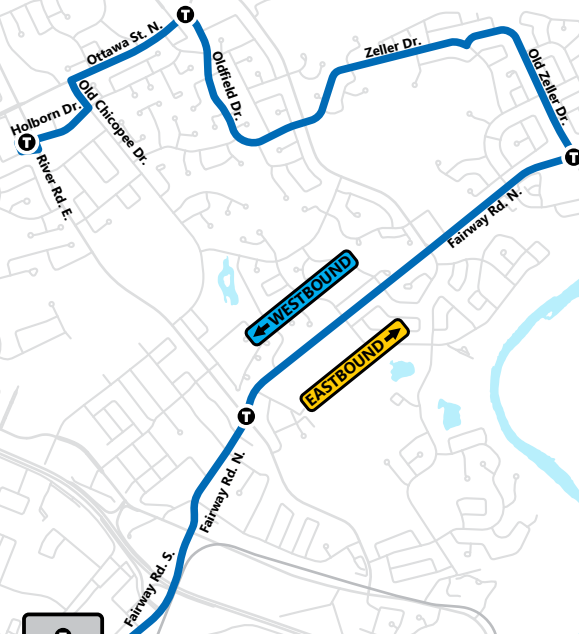 T
Ottawa St. N.
Zeller Dr.
Oldfield Dr.
Old Zeller Dr.
Old Chicopee Dr.
Holborn Dr.
T
T
River Rd. E.
Fairway Rd. N.
WESTBOUND
EASTBOUND
T
Fairway Rd. N.
Fairway Rd. S.